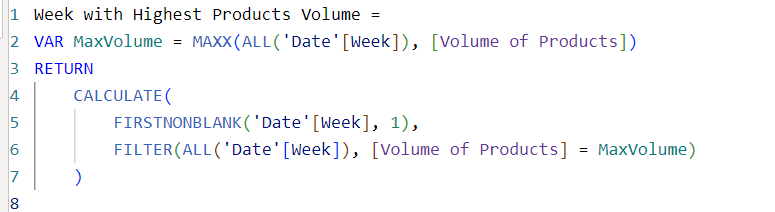 1 Week with Highest Products Volume =
2 VAR MaxVolume = MAXX(ALL('Date'[Week]), [Volume of Products])
3 RETURN
4 CALCULATE(
5 FIRSTNONBLANK('Date'[Week], 1),
6 FILTER(ALL('Date'[Week]), [Volume of Products] = MaxVolume)
7 )
8